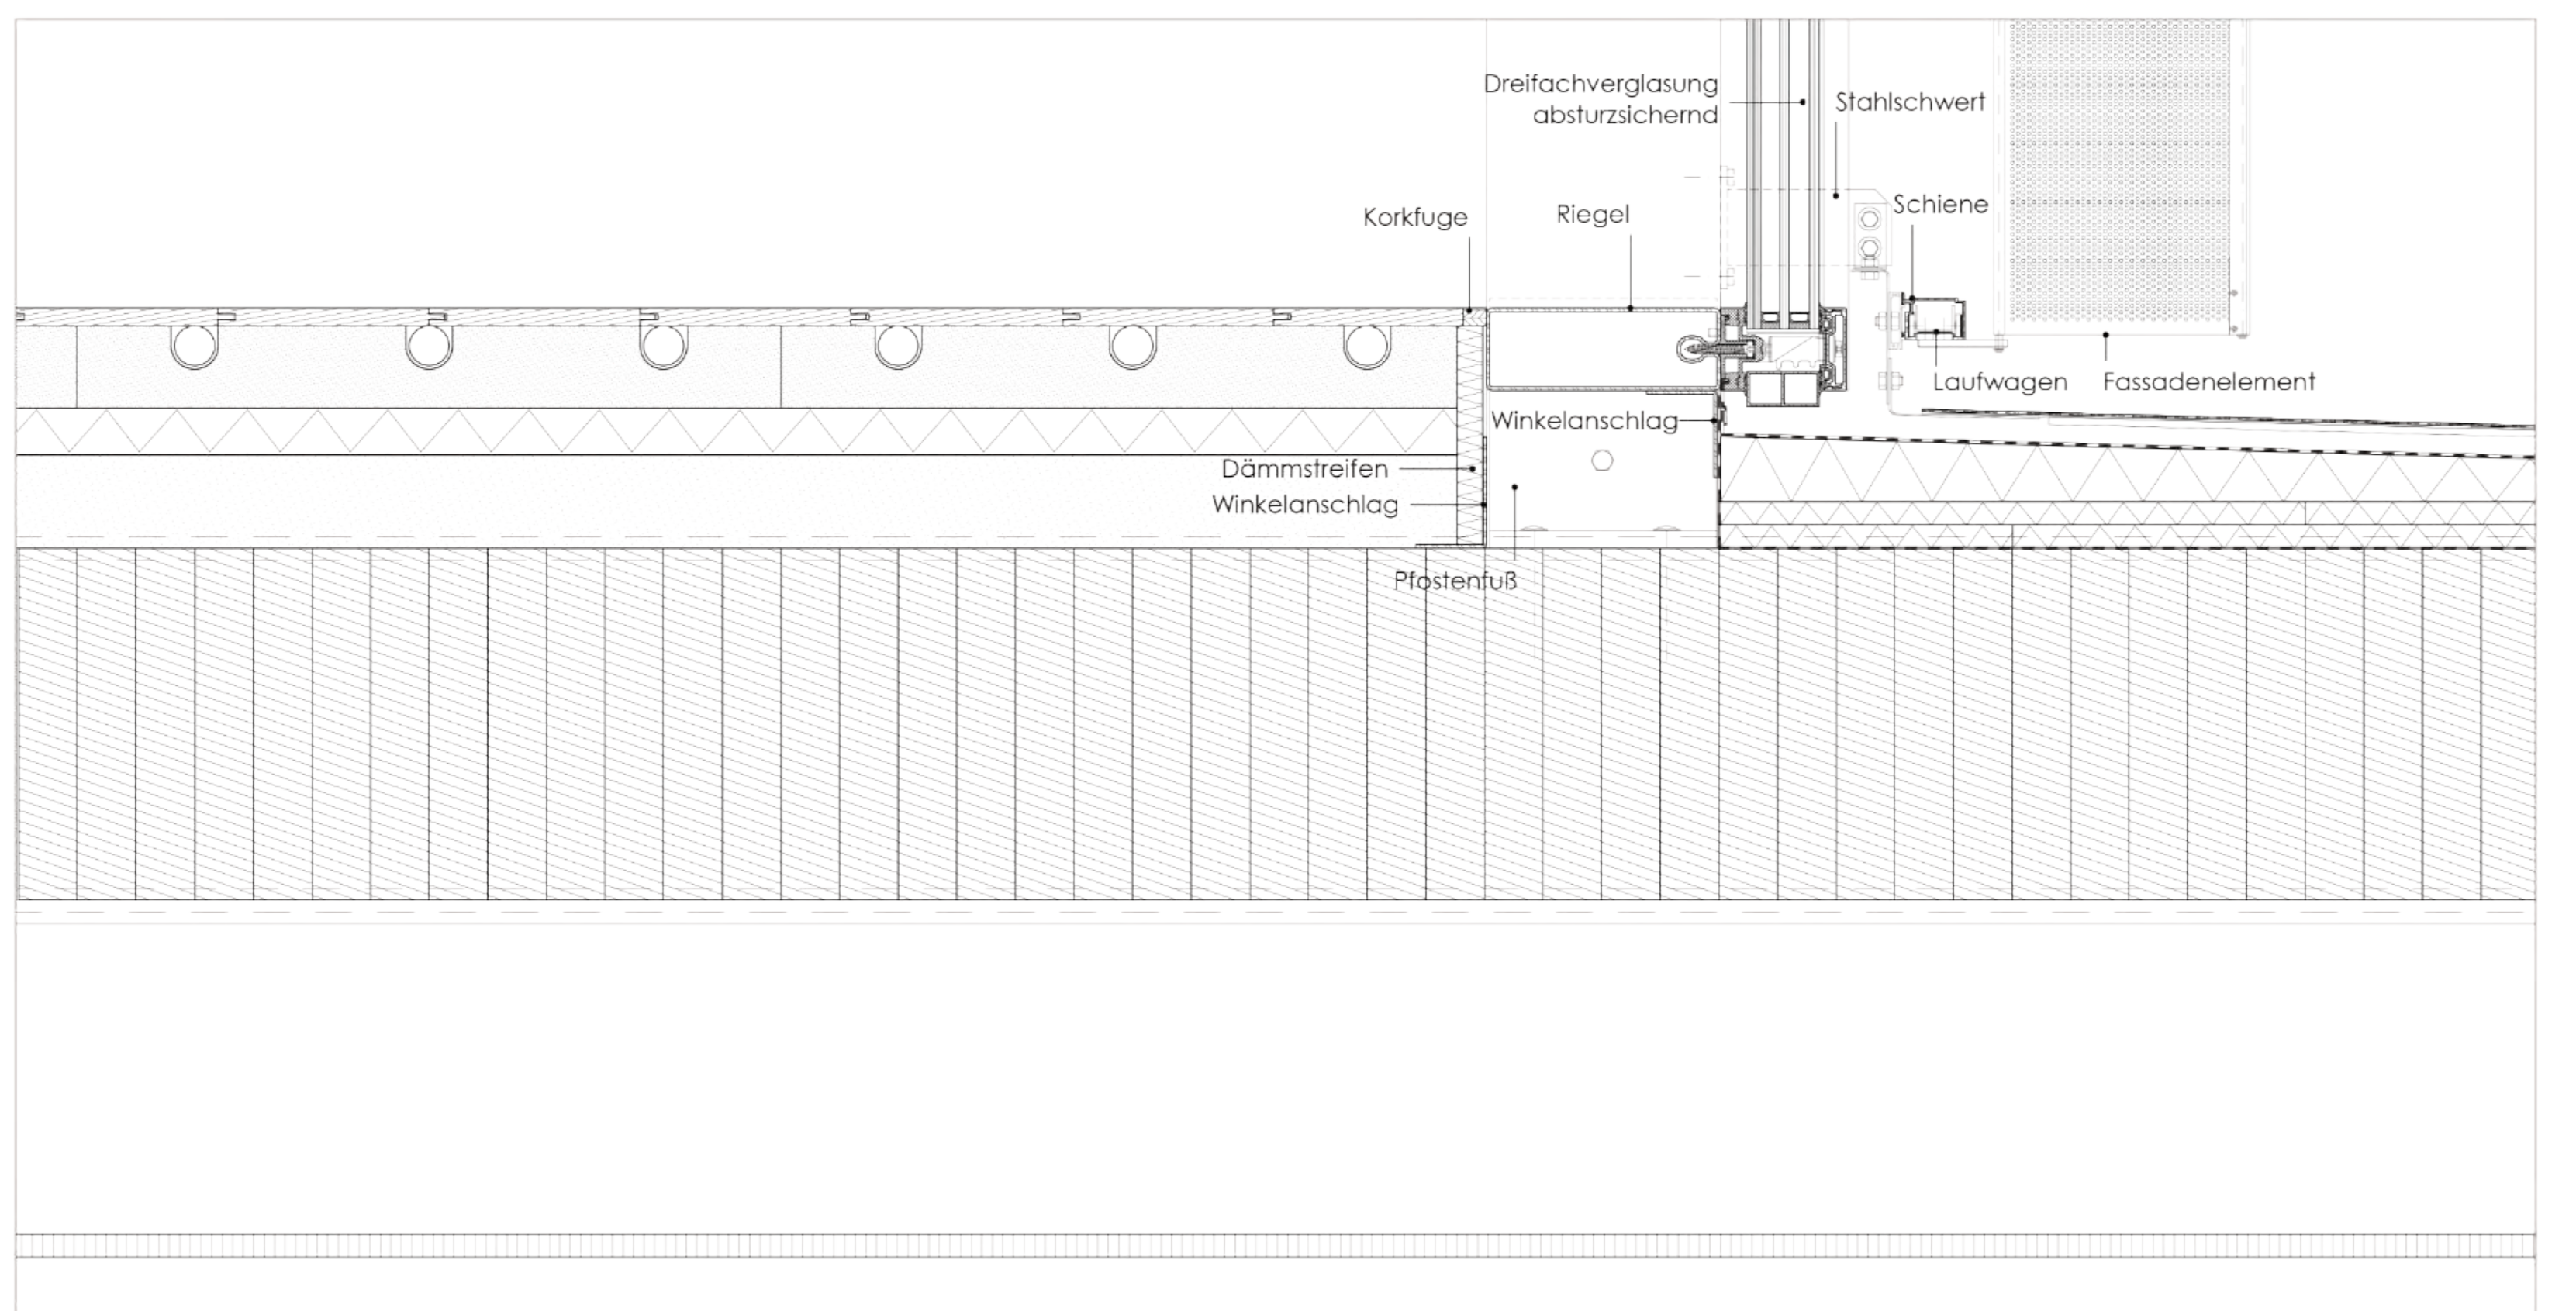 Dreifachverglasung
absturzsichernd
Stahlschwert
Schiene
Korkfuge
Riegel
Laufwagen
Fassadenelement
Winkelanschlag
Dämmstreifen
Winkelanschlag
Pfostenfuß